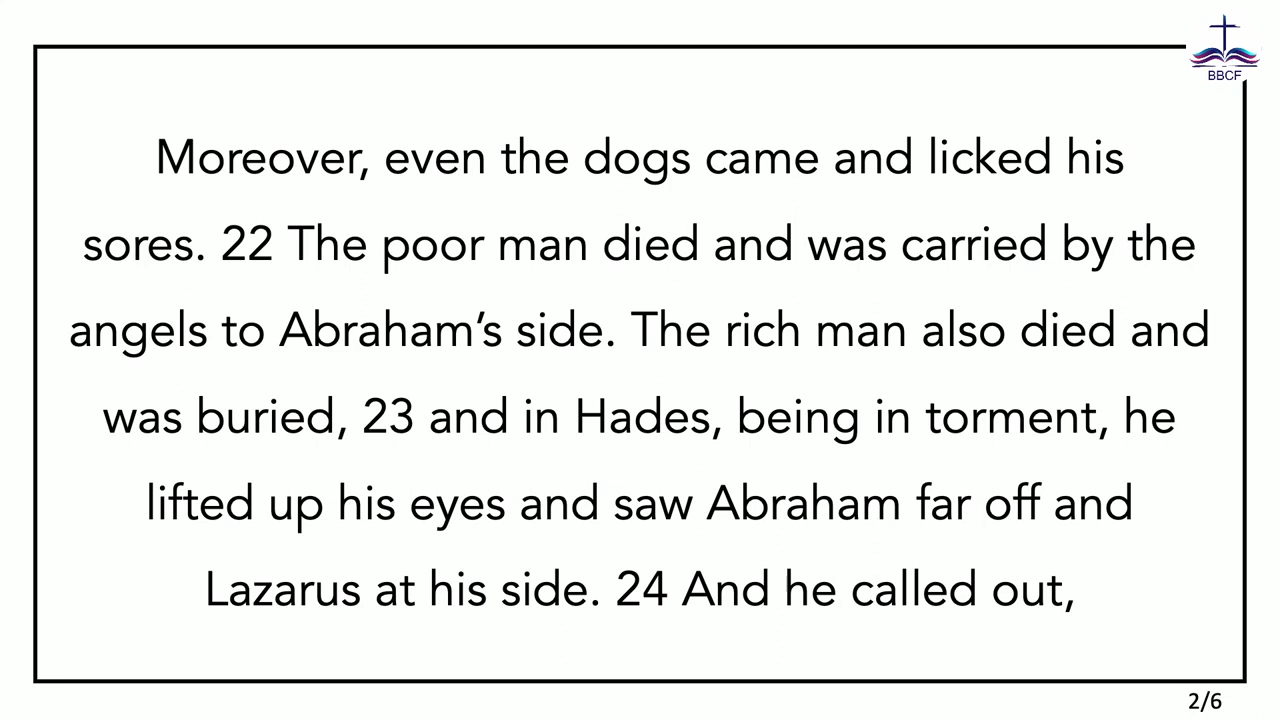 BBCF
Moreover, even the dogs came and licked his
sores. 22 The poor man died and was carried by the
angels to Abraham’s side. The rich man also died and
was buried, 23 and in Hades, being in torment, he
lifted up his eyes and saw Abraham far off and
Lazarus at his side. 24 And he called out,
2/6